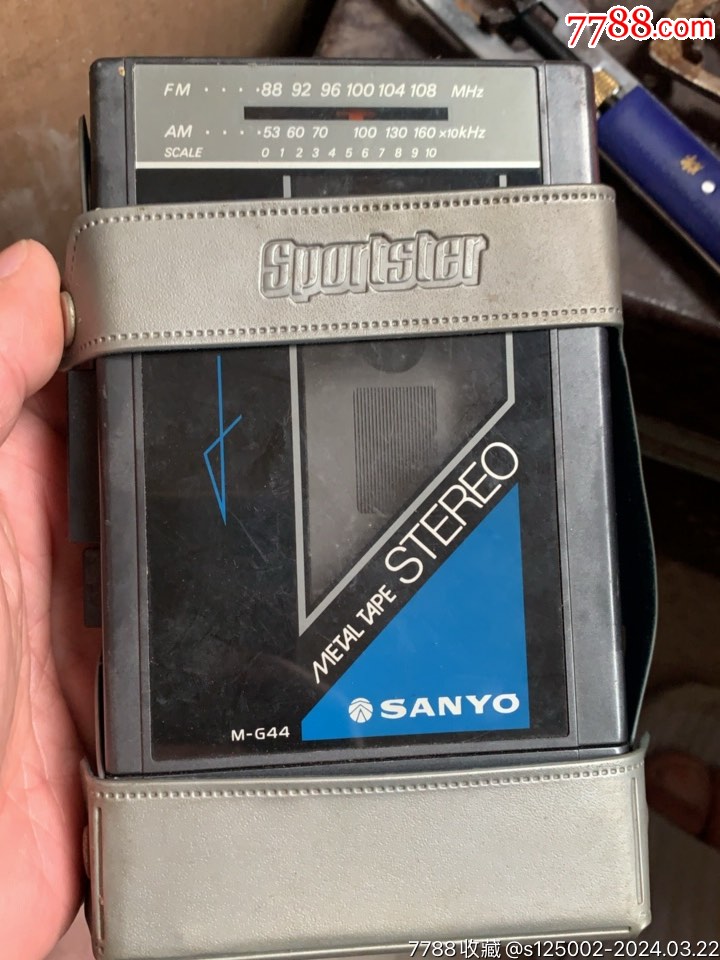 7788.com
FM ‧ ‧ ‧ ‧ 88 92 96 100 104 108 MHz
AM ‧ ‧ ‧ ‧ 53 60 70 100 130 160 ×10kHz
SCALE 0 1 2 3 4 5 6 7 8 9 10
Sportster
METAL TAPE STEREO
SANYO
M-G44
7788收藏@s125002-2024.03.22